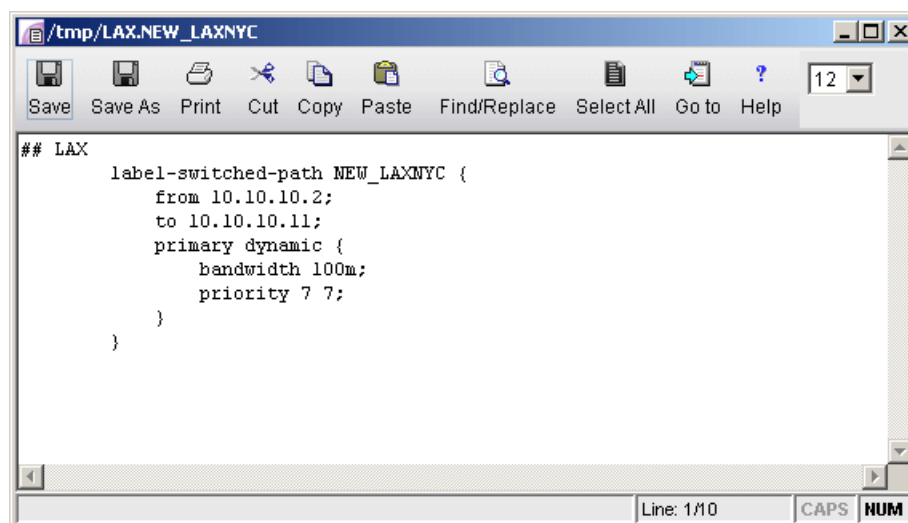 /tmp/LAX.NEW_LAXNYC
Save Save As Print Cut Copy Paste Find/Replace Select All Go to ? Help 12
## LAX
label-switched-path NEW_LAXNYC {
from 10.10.10.2;
to 10.10.10.11;
primary dynamic {
bandwidth 100m;
priority 7 7;
}
}
Line: 1/10 CAPS NUM